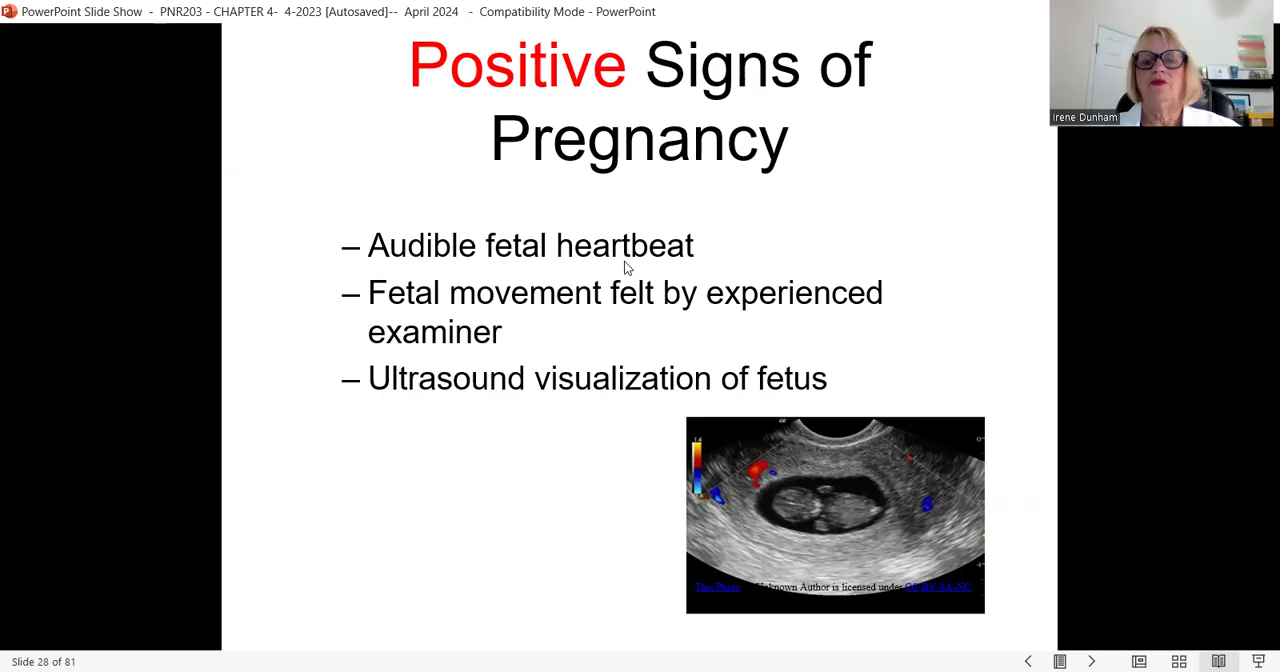 PowerPoint Slide Show - PNR203 - CHAPTER 4- 4-2023 [Autosaved]-- April 2024 - Compatibility Mode - PowerPoint
Positive Signs of
Pregnancy
Irene Dunham
– Audible fetal heartbeat
– Fetal movement felt by experienced
examiner
– Ultrasound visualization of fetus
14
This Photo Unknown Author is licensed under CC BY-SA-NC
Slide 28 of 81